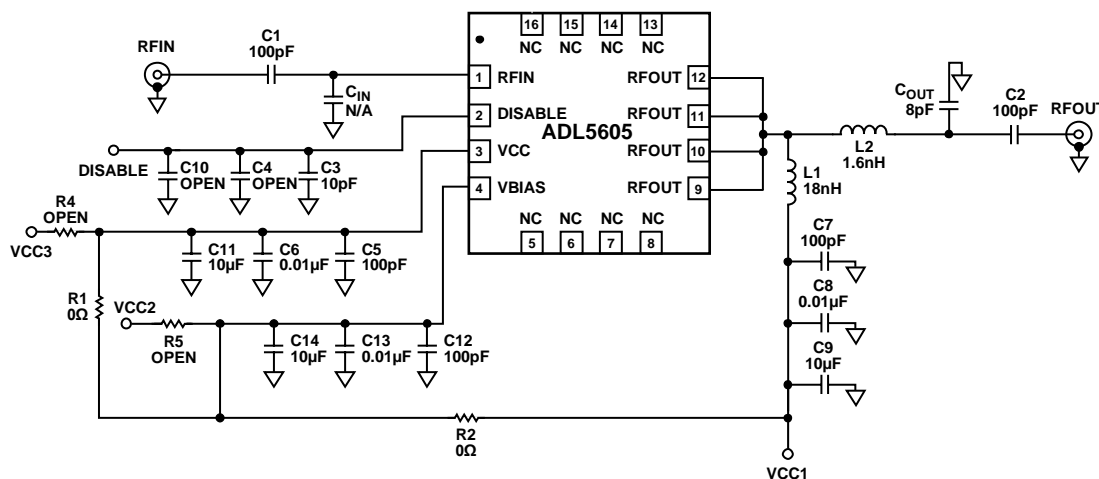 16 15 14 13
NC NC NC NC
C1
100pF
RFIN
1 RFIN
RFOUT 12
CIN
N/A
COUT
8pF
C2
100pF
RFOUT
2 DISABLE
RFOUT 11
ADL5605
DISABLE
3 VCC
RFOUT 10
L2
1.6nH
C10
OPEN
C4
OPEN
C3
10pF
4 VBIAS
RFOUT 9
L1
18nH
R4
OPEN
VCC3
NC NC NC NC
5 6 7 8
C11
10µF
C6
0.01µF
C5
100pF
C7
100pF
R1
0Ω
VCC2
C8
0.01µF
R5
OPEN
C14
10µF
C13
0.01µF
C12
100pF
C9
10µF
R2
0Ω
VCC1